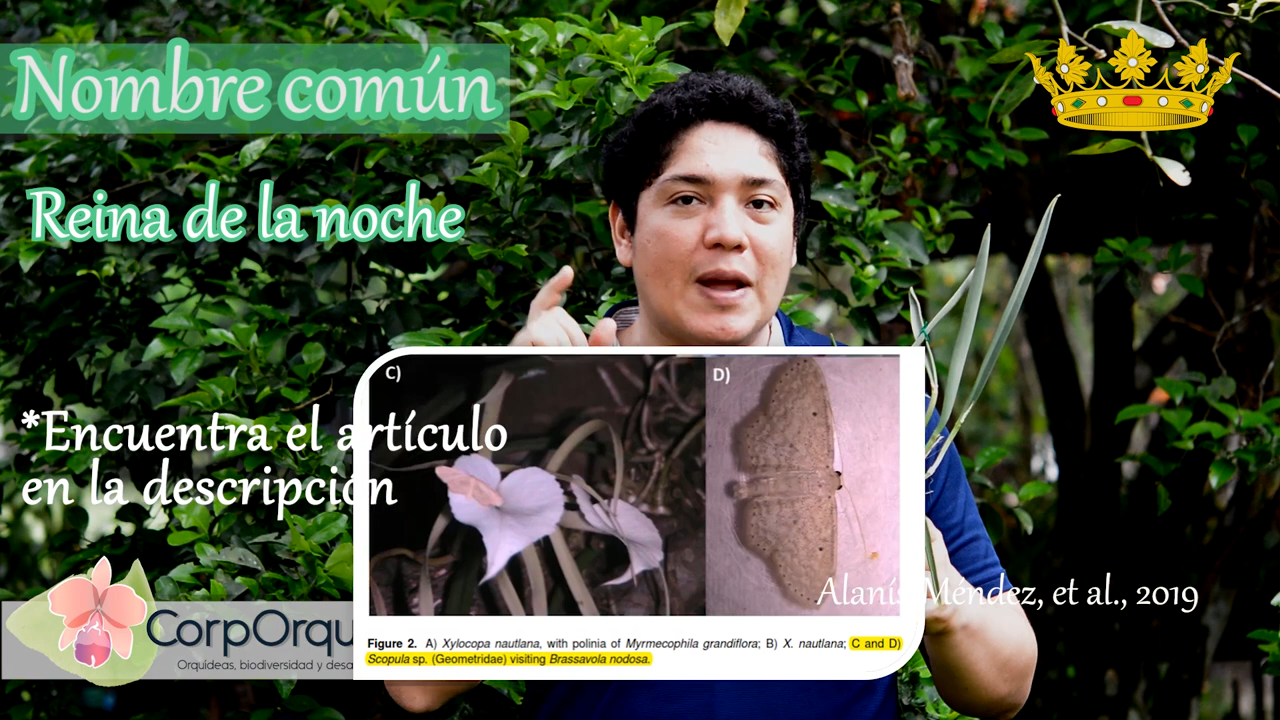 Nombre común
Reina de la noche
*Encuentra el artículo
en la descripción
C)
D)
Alanís Méndez, et al., 2019
CorpOrqu
Orquídeas, biodiversidad y desa
Figure 2. A) Xylocopa nautlana, with polinia of Myrmecophila grandiflora; B) X. nautlana; C and D)
Scopula sp. (Geometridae) visiting Brassavola nodosa.